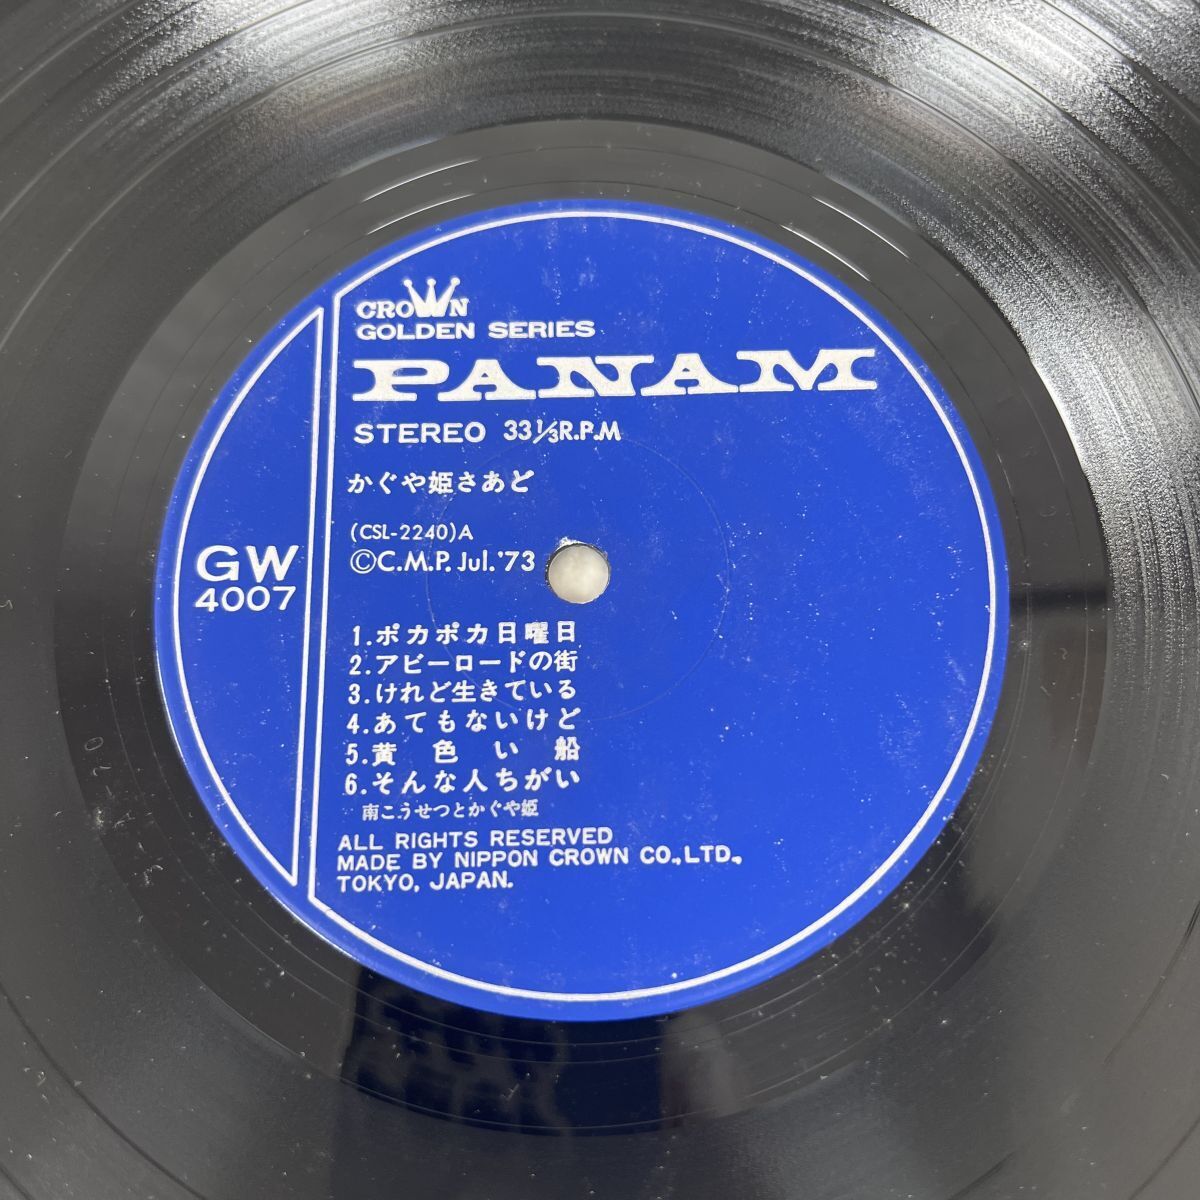 CROWN
GOLDEN SERIES
PANAM
STEREO 33⅓R.P.M
かぐや姫さあど
(CSL-2240)A
©C.M.P. Jul.'73
GW
4007
1.ポカポカ日曜日
2.アビーロードの街
3.けれど生きている
4.あてもないけど
5.黄色い船
6.そんな人ちがい
南こうせつとかぐや姫
ALL RIGHTS RESERVED
MADE BY NIPPON CROWN CO.,LTD.,
TOKYO, JAPAN.